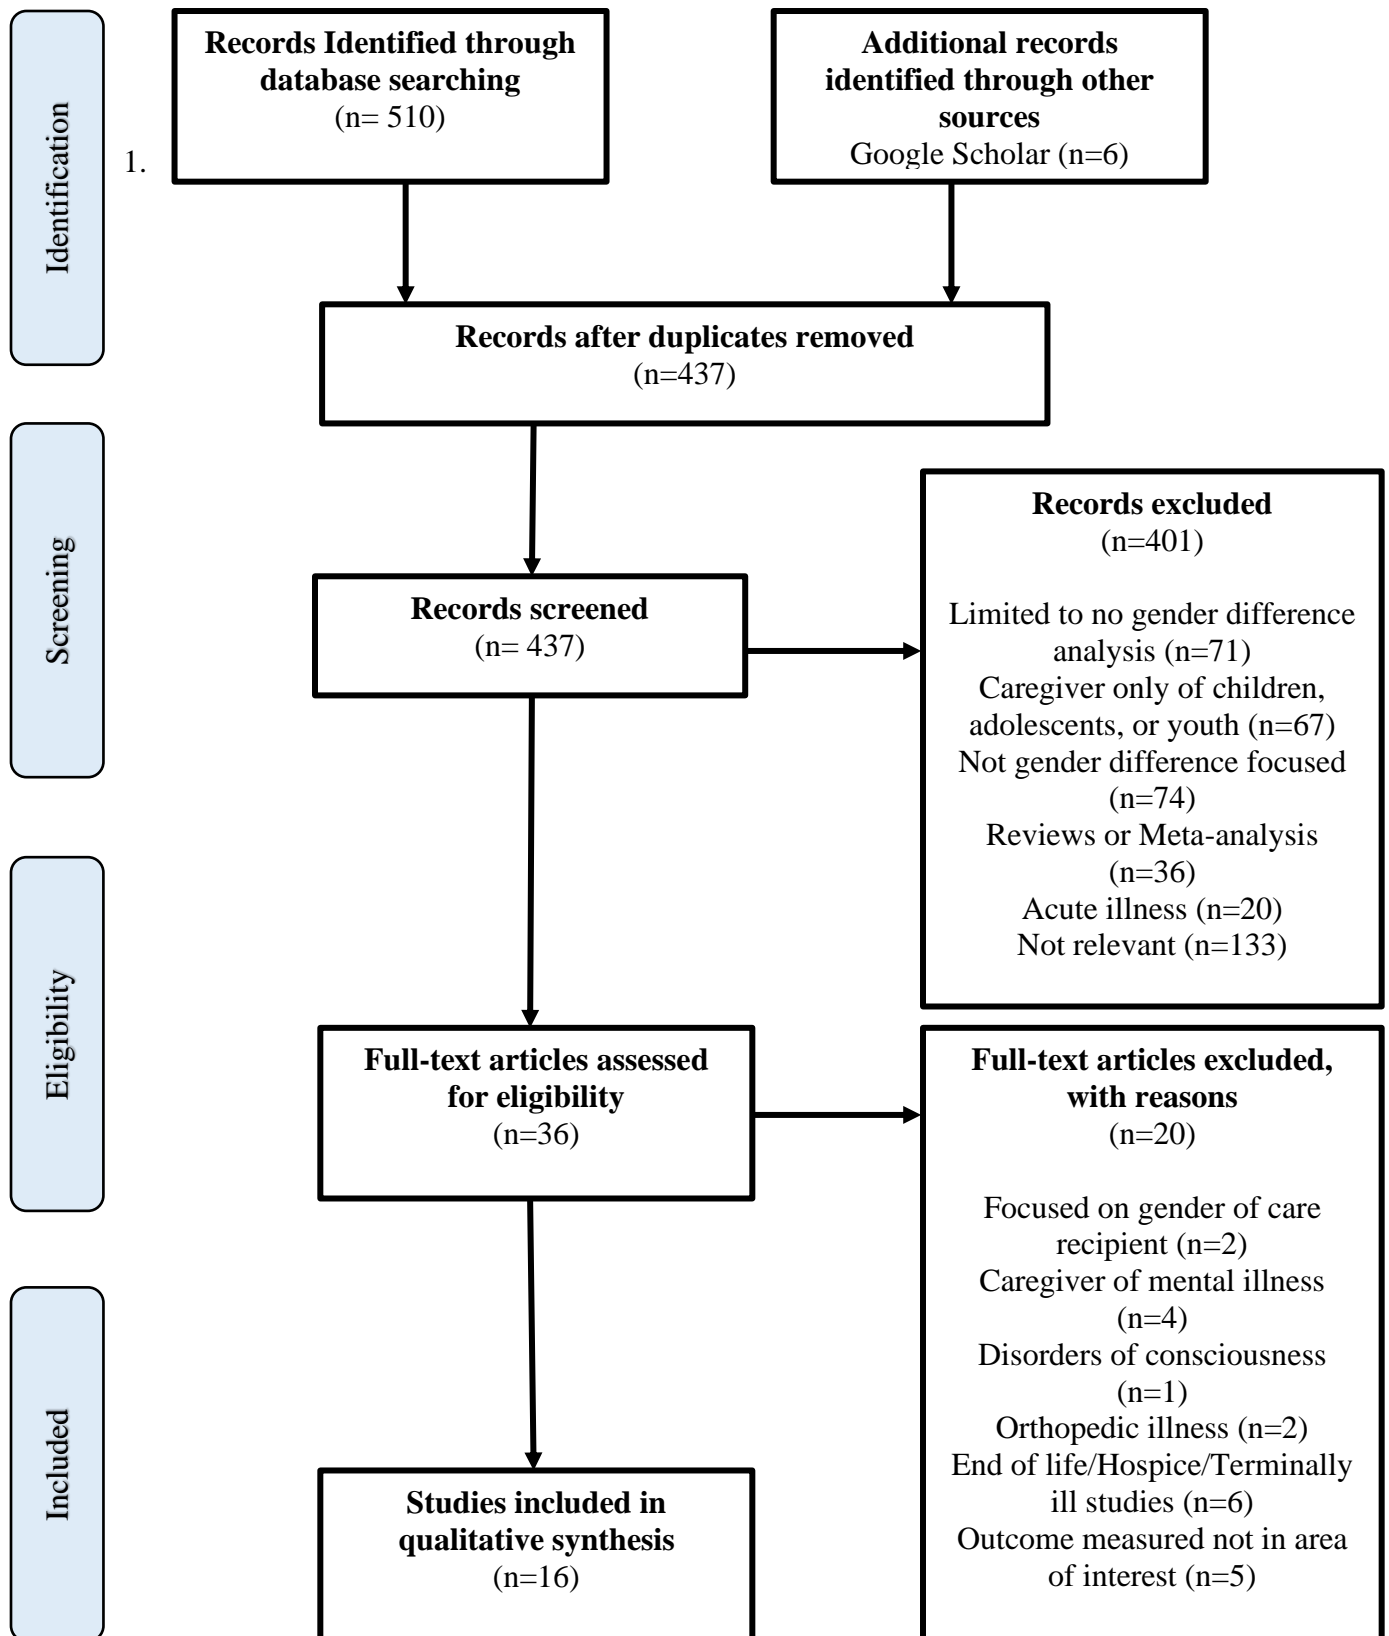 Identification
Records Identified through
database searching
(n= 510)
Additional records
identified through other
sources
Google Scholar (n=6)
1.
Records after duplicates removed
(n=437)
Screening
Records screened
(n= 437)
Records excluded
(n=401)
Limited to no gender difference
analysis (n=71)
Caregiver only of children,
adolescents, or youth (n=67)
Not gender difference focused
(n=74)
Reviews or Meta-analysis
(n=36)
Acute illness (n=20)
Not relevant (n=133)
Eligibility
Full-text articles assessed
for eligibility
(n=36)
Full-text articles excluded,
with reasons
(n=20)
Focused on gender of care
recipient (n=2)
Caregiver of mental illness
(n=4)
Disorders of consciousness
(n=1)
Orthopedic illness (n=2)
End of life/Hospice/Terminally
ill studies (n=6)
Outcome measured not in area
of interest (n=5)
Included
Studies included in
qualitative synthesis
(n=16)